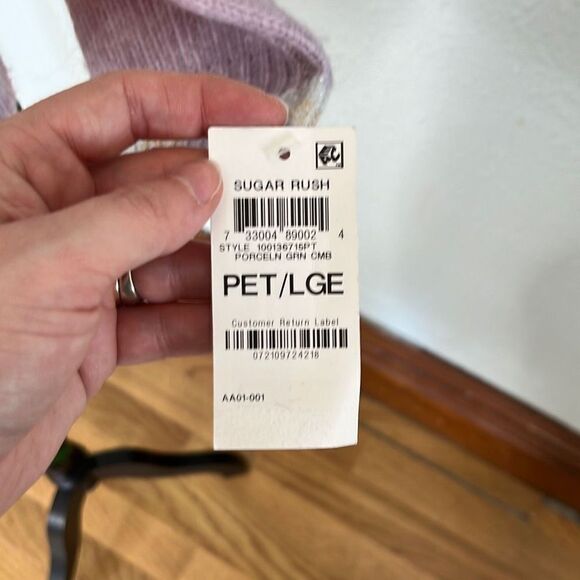 SUGAR RUSH
7 33004 89002 4
STYLE 100136715PT
PORCELN GRN CMB
PET/LGE
Customer Return Label
072109724218
AA01-001